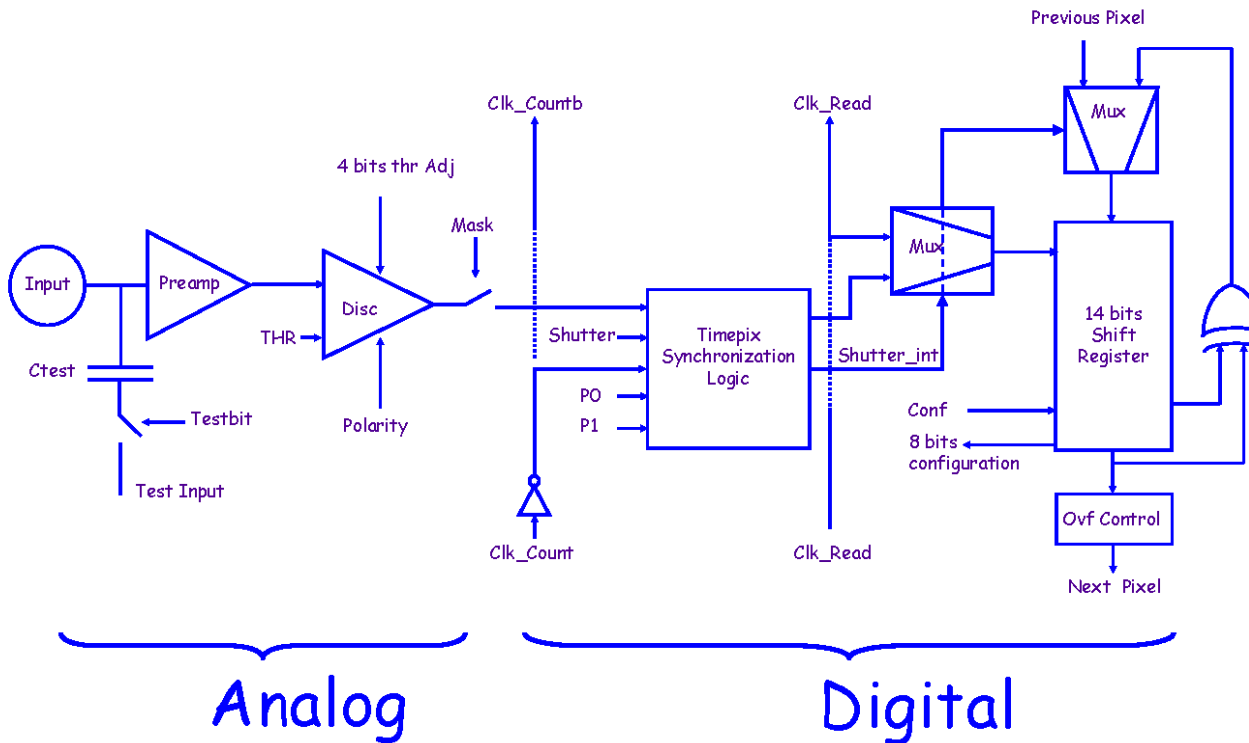 Previous Pixel
Clk_Countb
Clk_Read
Mux
4 bits thr Adj
Mask
Mux
Input
Preamp
Disc
THR
Shutter
Timepix
Synchronization
Logic
Shutter_int
14 bits
Shift
Register
Ctest
P0
P1
Testbit
Polarity
Conf
8 bits
configuration
Test Input
Ovf Control
Clk_Count
Clk_Read
Next Pixel
Analog
Digital